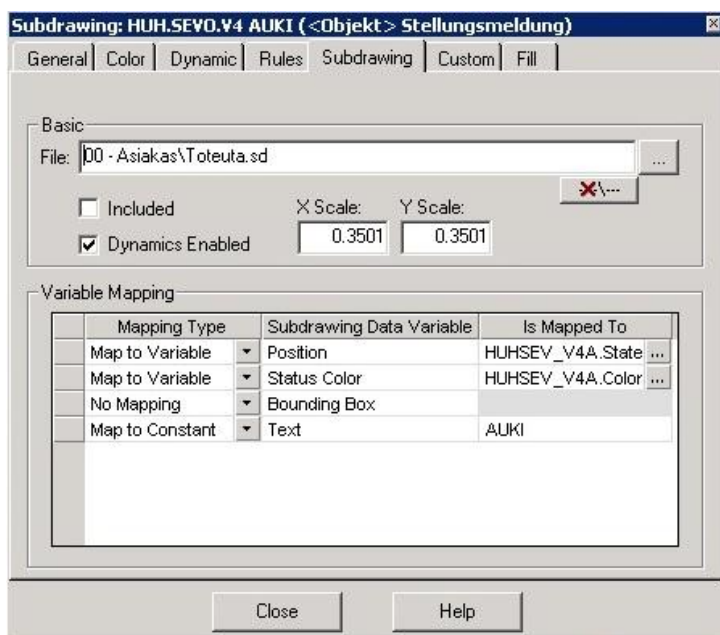 Subdrawing: HUH.SEVO.V4 AUKI (<Objekt> Stellungsmeldung)
General Color Dynamic Rules Subdrawing Custom Fill
Basic
File: 00 - Asiakas\Toteuta.sd ...
X\---
Included X Scale: Y Scale:
Dynamics Enabled 0.3501 0.3501
Variable Mapping
Mapping Type Subdrawing Data Variable Is Mapped To
Map to Variable Position HUHSEV_V4A.State ...
Map to Variable Status Color HUHSEV_V4A.Color ...
No Mapping Bounding Box
Map to Constant Text AUKI
Close Help